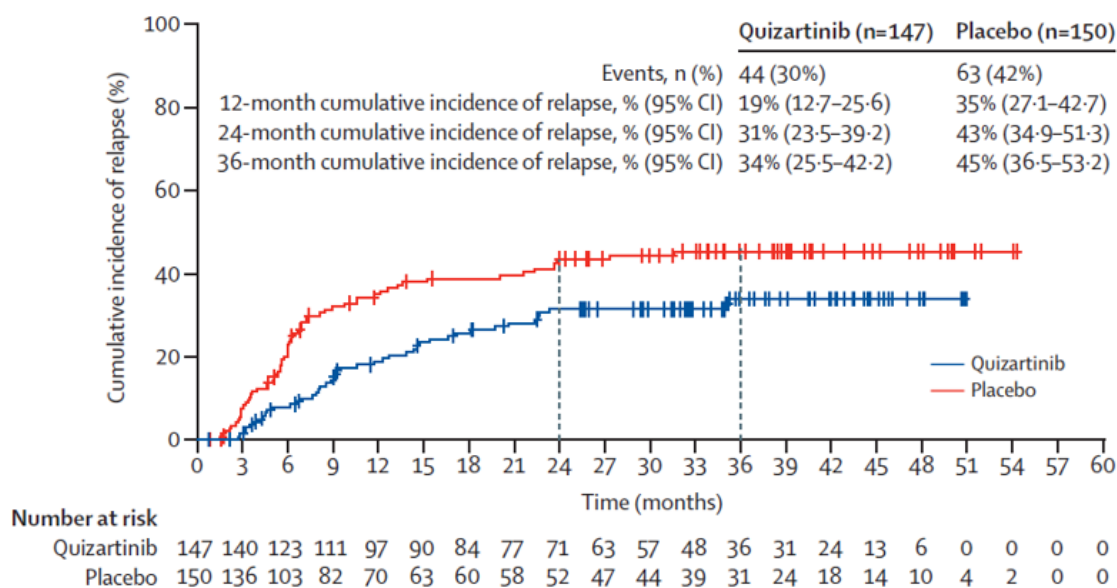 Quizartinib (n=147) Placebo (n=150)
Events, n (%) 44 (30%) 63 (42%)
12-month cumulative incidence of relapse, % (95% CI) 19% (12·7–25·6) 35% (27·1–42·7)
24-month cumulative incidence of relapse, % (95% CI) 31% (23·5–39·2) 43% (34·9–51·3)
36-month cumulative incidence of relapse, % (95% CI) 34% (25·5–42·2) 45% (36·5–53·2)
Cumulative incidence of relapse (%)
100
80
60
40
20
0
Quizartinib
Placebo
0 3 6 9 12 15 18 21 24 27 30 33 36 39 42 45 48 51 54 57 60
Time (months)
Number at risk
Quizartinib 147 140 123 111 97 90 84 77 71 63 57 48 36 31 24 13 6 0 0 0 0
Placebo 150 136 103 82 70 63 60 58 52 47 44 39 31 24 18 14 10 4 2 0 0